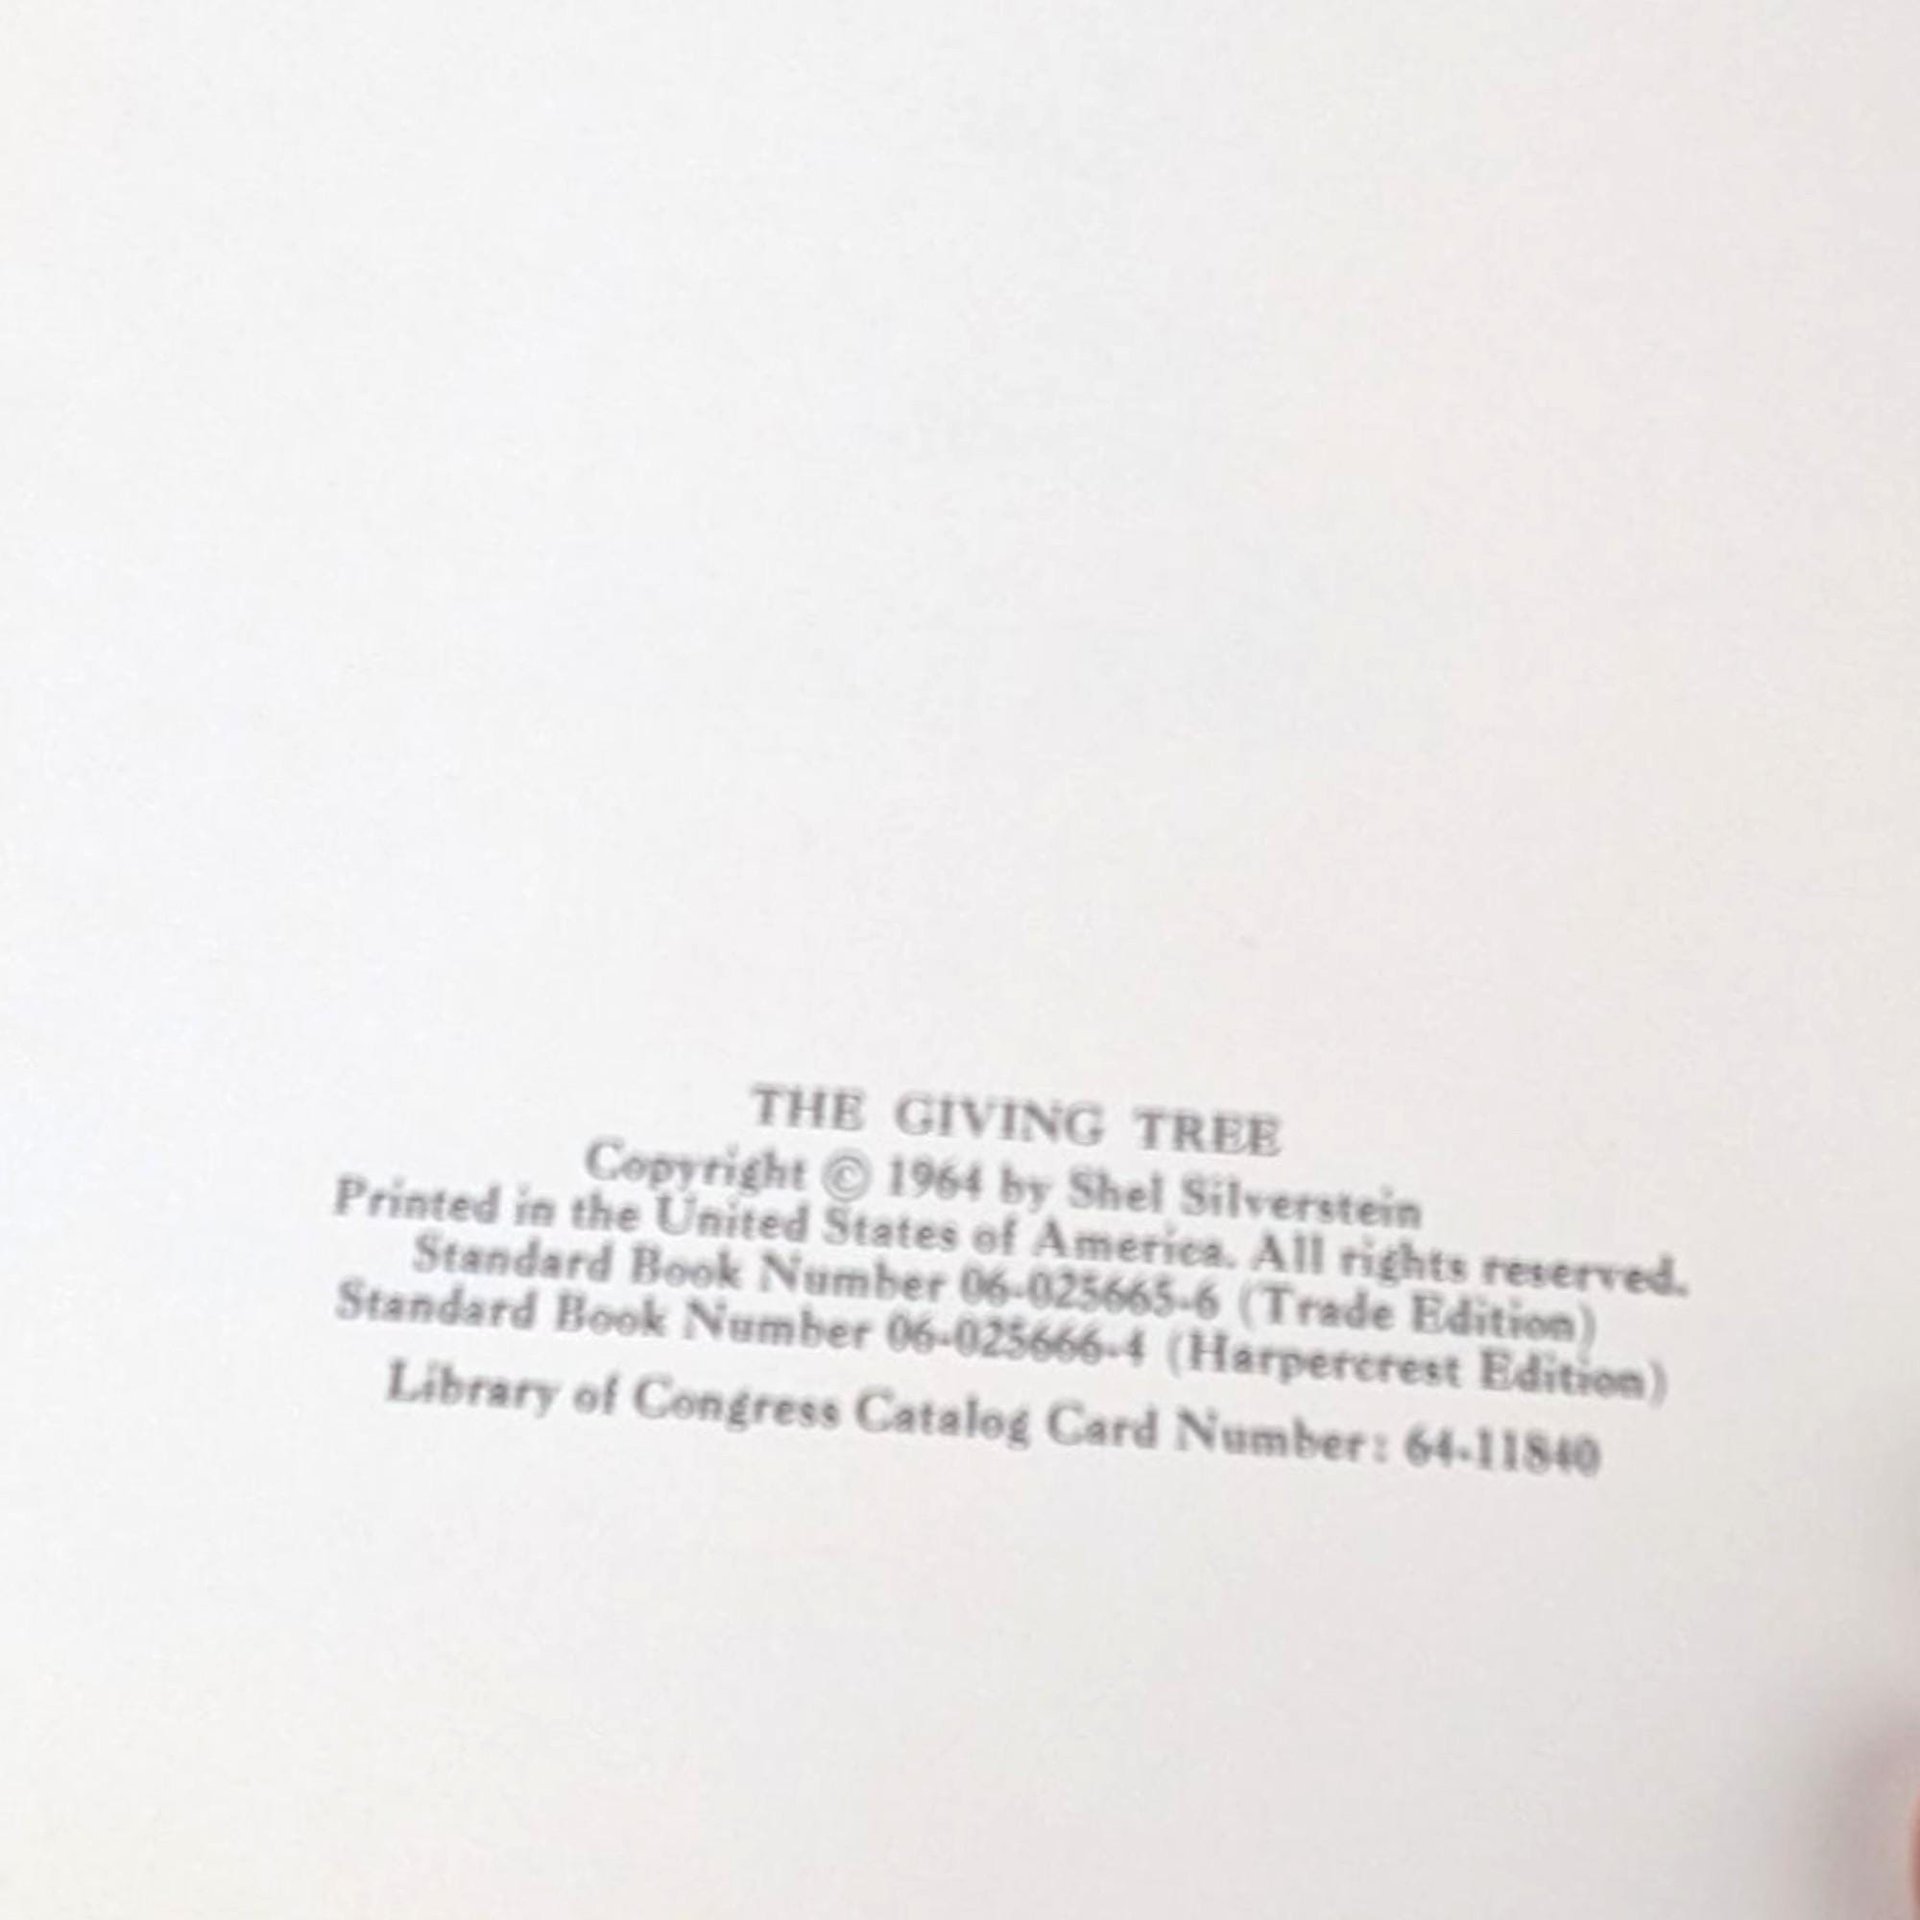 THE GIVING TREE
Copyright © 1964 by Shel Silverstein
Printed in the United States of America. All rights reserved.
Standard Book Number 06-025665-6 (Trade Edition)
Standard Book Number 06-025666-4 (Harpercrest Edition)
Library of Congress Catalog Card Number: 64-11840